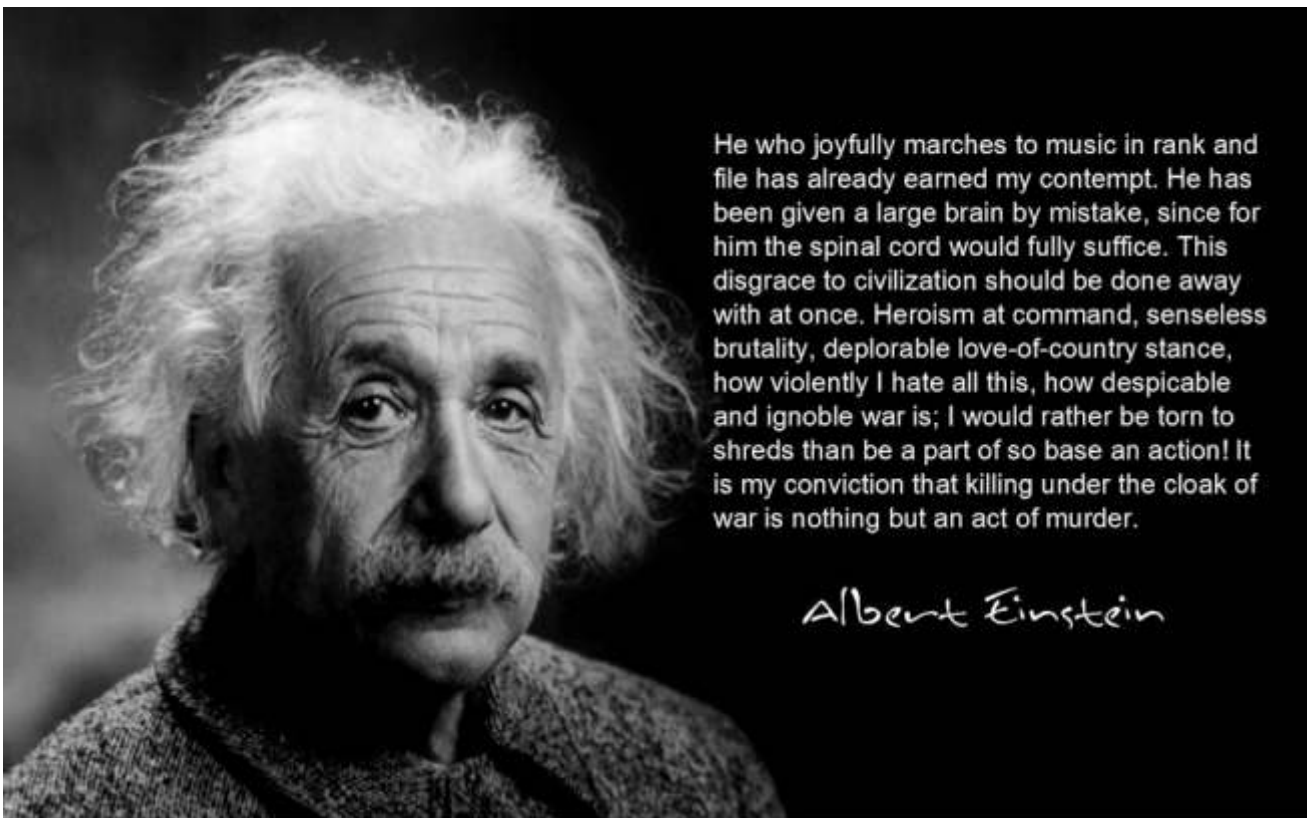 He who joyfully marches to music in rank and
file has already earned my contempt. He has
been given a large brain by mistake, since for
him the spinal cord would fully suffice. This
disgrace to civilization should be done away
with at once. Heroism at command, senseless
brutality, deplorable love-of-country stance,
how violently I hate all this, how despicable
and ignoble war is; I would rather be torn to
shreds than be a part of so base an action! It
is my conviction that killing under the cloak of
war is nothing but an act of murder.
Albert Einstein